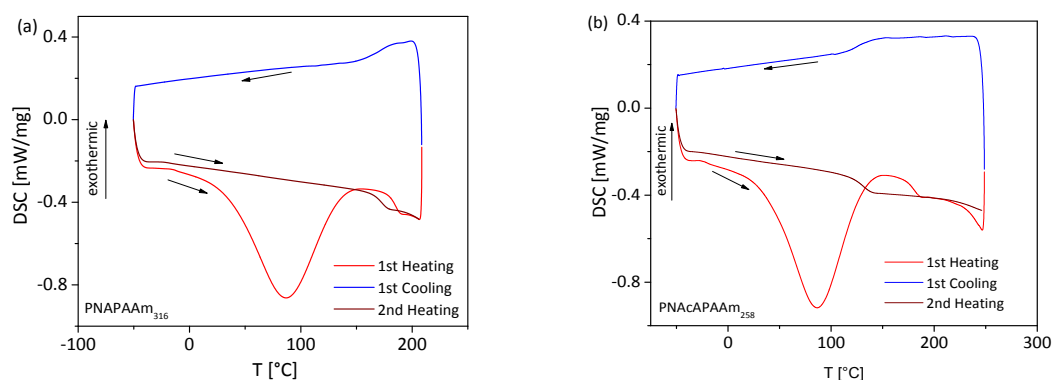 (a)
0.4
0.0
-0.4
-0.8
DSC [mW/mg]
exothermic
1st Heating
1st Cooling
2nd Heating
PNAPAAm316
-100
0
100
200
T [°C]
(b)
0.4
0.0
-0.4
-0.8
DSC [mW/mg]
exothermic
1st Heating
1st Cooling
2nd Heating
PNAcAPAAm258
0
100
200
300
T [°C]